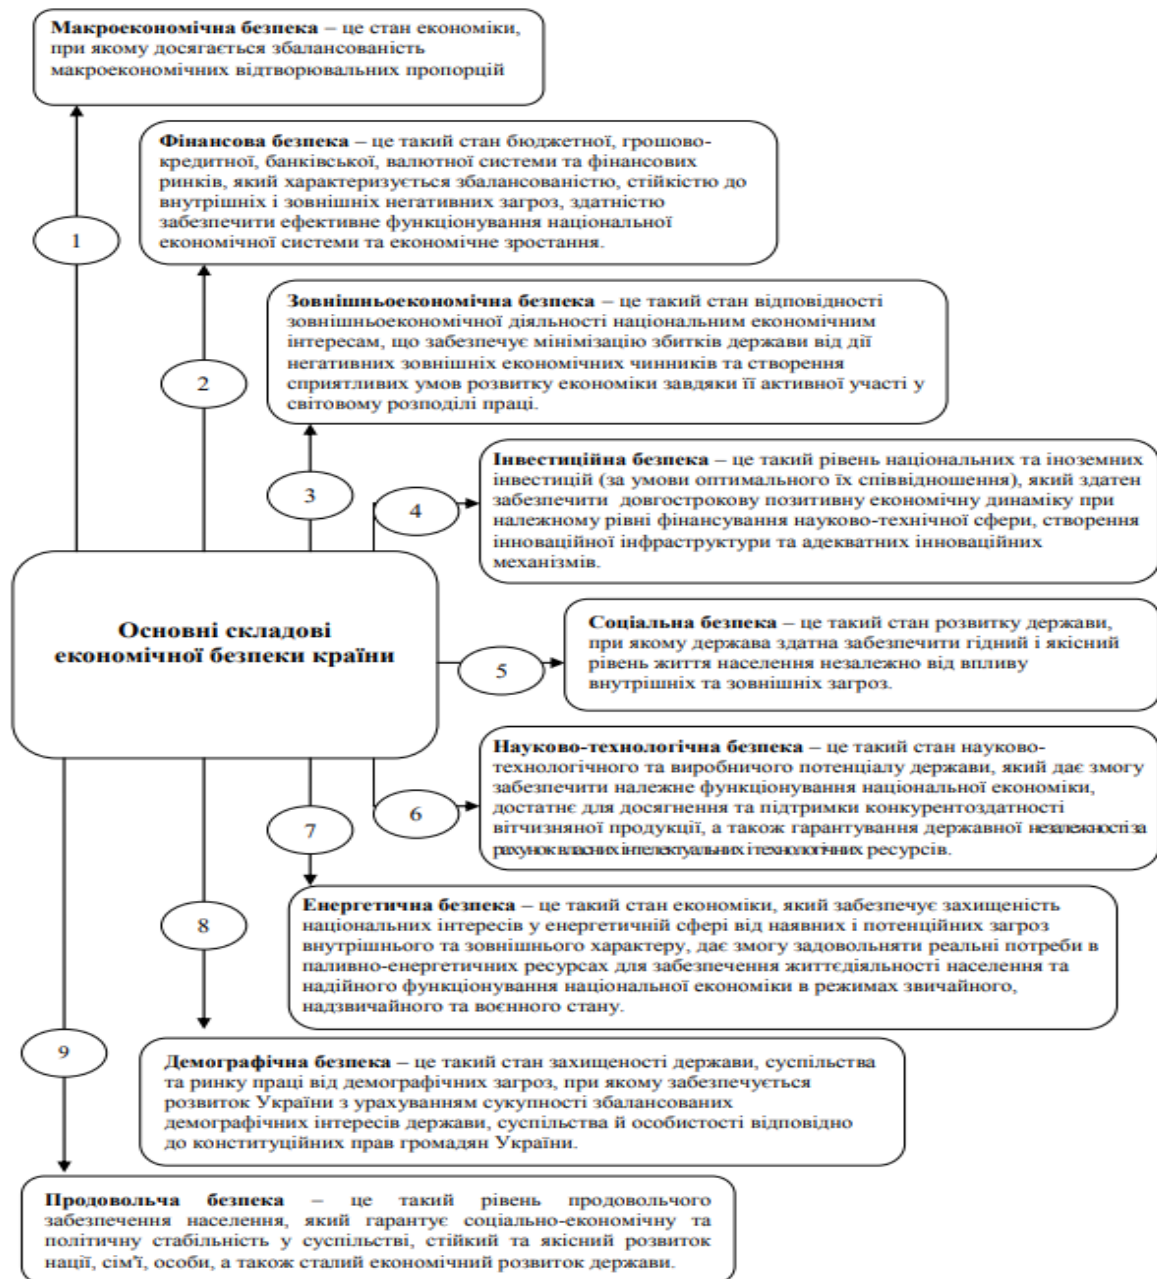 Макроекономічна безпека – це стан економіки,
при якому досягається збалансованість
макроекономічних відтворювальних пропорцій
Фінансова безпека – це такий стан бюджетної, грошово-
кредитної, банківської, валютної системи та фінансових
ринків, який характеризується збалансованістю, стійкістю до
внутрішніх і зовнішніх негативних загроз, здатністю
забезпечити ефективне функціонування національної
економічної системи та економічне зростання.
1
Зовнішньоекономічна безпека – це такий стан відповідності
зовнішньоекономічної діяльності національним економічним
інтересам, що забезпечує мінімізацію збитків держави від дії
негативних зовнішніх економічних чинників та створення
сприятливих умов розвитку економіки завдяки її активної участі у
світовому розподілі праці.
2
Інвестиційна безпека – це такий рівень національних та іноземних
інвестицій (за умови оптимального їх співвідношення), який здатен
забезпечити довгострокову позитивну економічну динаміку при
належному рівні фінансування науково-технічної сфери, створення
інноваційної інфраструктури та адекватних інноваційних
механізмів.
3
4
Основні складові
економічної безпеки країни
Соціальна безпека – це такий стан розвитку держави,
при якому держава здатна забезпечити гідний і якісний
рівень життя населення незалежно від впливу
внутрішніх та зовнішніх загроз.
5
Науково-технологічна безпека – це такий стан науково-
технологічного та виробничого потенціалу держави, який дає змогу
забезпечити належне функціонування національної економіки,
достатнє для досягнення та підтримки конкурентоздатності
вітчизняної продукції, а також гарантування державної незалежності за
рахунок власних інтелектуальних і технологічних ресурсів.
6
7
Енергетична безпека – це такий стан економіки, який забезпечує захищеність
національних інтересів у енергетичній сфері від наявних і потенційних загроз
внутрішнього та зовнішнього характеру, дає змогу задовольняти реальні потреби в
паливно-енергетичних ресурсах для забезпечення життєдіяльності населення та
надійного функціонування національної економіки в режимах звичайного,
надзвичайного та воєнного стану.
8
9
Демографічна безпека – це такий стан захищеності держави, суспільства
та ринку праці від демографічних загроз, при якому забезпечується
розвиток України з урахуванням сукупності збалансованих
демографічних інтересів держави, суспільства й особистості відповідно
до конституційних прав громадян України.
Продовольча безпека – це такий рівень продовольчого
забезпечення населення, який гарантує соціально-економічну та
політичну стабільність у суспільстві, стійкий та якісний розвиток
нації, сім'ї, особи, а також сталий економічний розвиток держави.